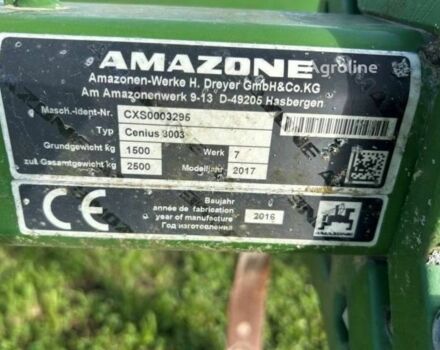 AMAZONE
Agroline
Amazonen-Werke H. Dreyer GmbH&Co.KG
Am Amazonenwerk 9-13 D-49205 Hasbergen
Masch.-Ident-Nr. CXS0003295
Typ Cenius 3003
Grundgewicht kg 1500 Werk 7
zul. Gesamtgewicht kg 2500 Modelljahr 2017
CE
Baujahr
année de fabrication 2016
year of manufacture
Год изготовления
AMAZONE